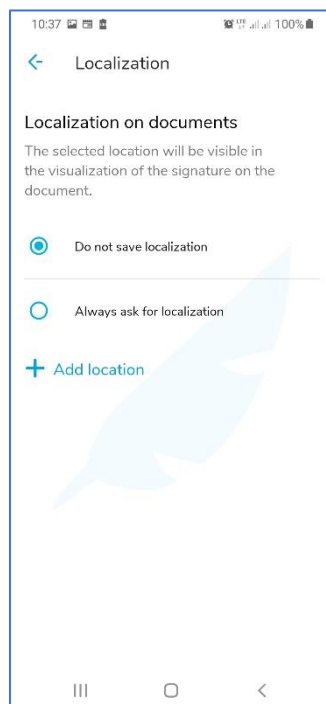 10:37 100%
Localization
Localization on documents
The selected location will be visible in
the visualization of the signature on the
document.
Do not save localization
Always ask for localization
+ Add location